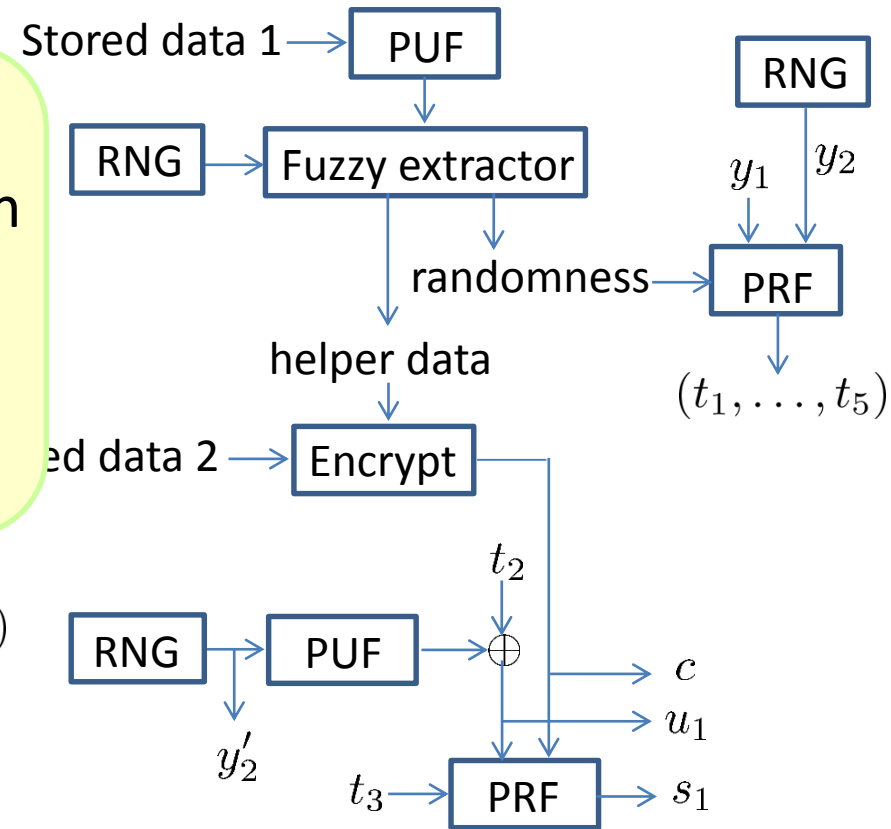 Stored data 1
PUF
RNG
RNG
Fuzzy extractor
y₁
y₂
randomness
PRF
helper data
(t₁, . . . , t₅)
ed data 2
Encrypt
t₂
)
RNG
PUF
⊕
c
u₁
y′₂
t₃
PRF
s₁